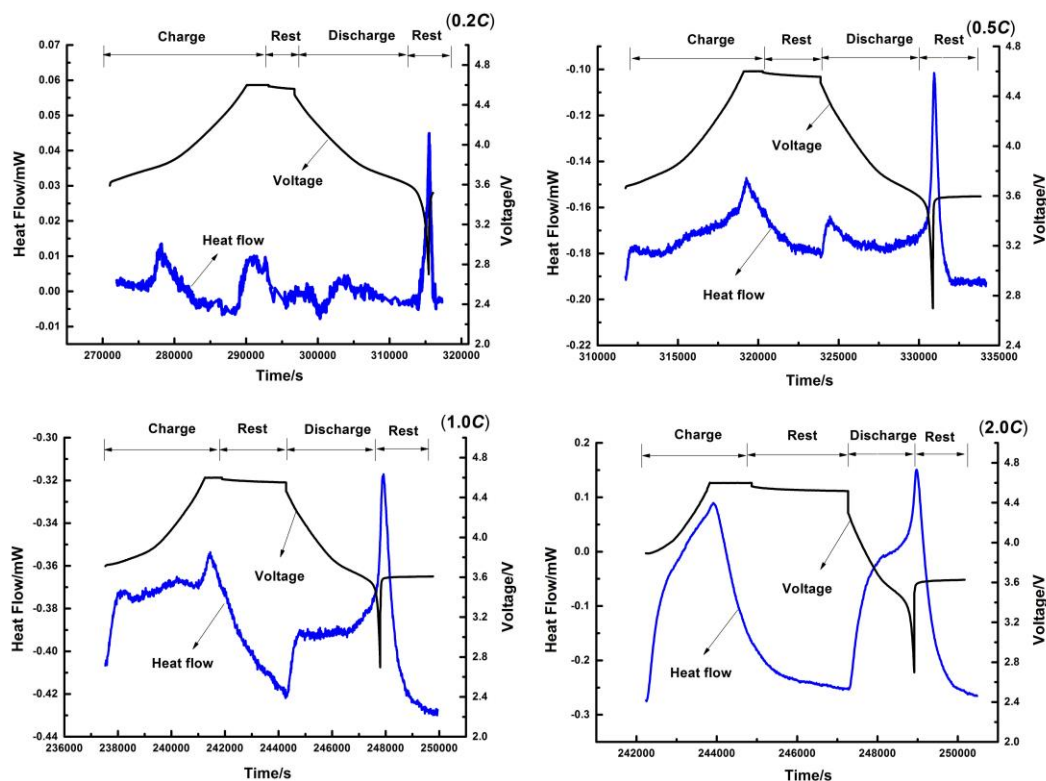 (0.2C)
Charge Rest Discharge Rest
0.07
0.06
0.05
0.04
0.03
0.02
0.01
0.00
-0.01
Heat Flow/mW
4.8
4.4
4.0
3.6
3.2
2.8
2.4
2.0
Voltage/V
Voltage
Heat flow
270000 280000 290000 300000 310000 320000
Time/s
(0.5C)
Charge Rest Discharge Rest
-0.10
-0.12
-0.14
-0.16
-0.18
-0.20
-0.22
Heat Flow/mW
4.8
4.4
4.0
3.6
3.2
2.8
2.4
Voltage/V
Voltage
Heat flow
310000 315000 320000 325000 330000 335000
Time/s
(1.0C)
Charge Rest Discharge Rest
-0.30
-0.32
-0.34
-0.36
-0.38
-0.40
-0.42
-0.44
Heat Flow/mW
4.8
4.4
4.0
3.6
3.2
2.8
2.4
2.0
Voltage/V
Voltage
Heat flow
236000 238000 240000 242000 244000 246000 248000 250000
Time/s
(2.0C)
Charge Rest Discharge Rest
0.2
0.1
0.0
-0.1
-0.2
-0.3
Heat Flow/mW
4.8
4.4
4.0
3.6
3.2
2.8
2.4
2.0
Voltage/V
Voltage
Heat flow
242000 244000 246000 248000 250000
Time/s